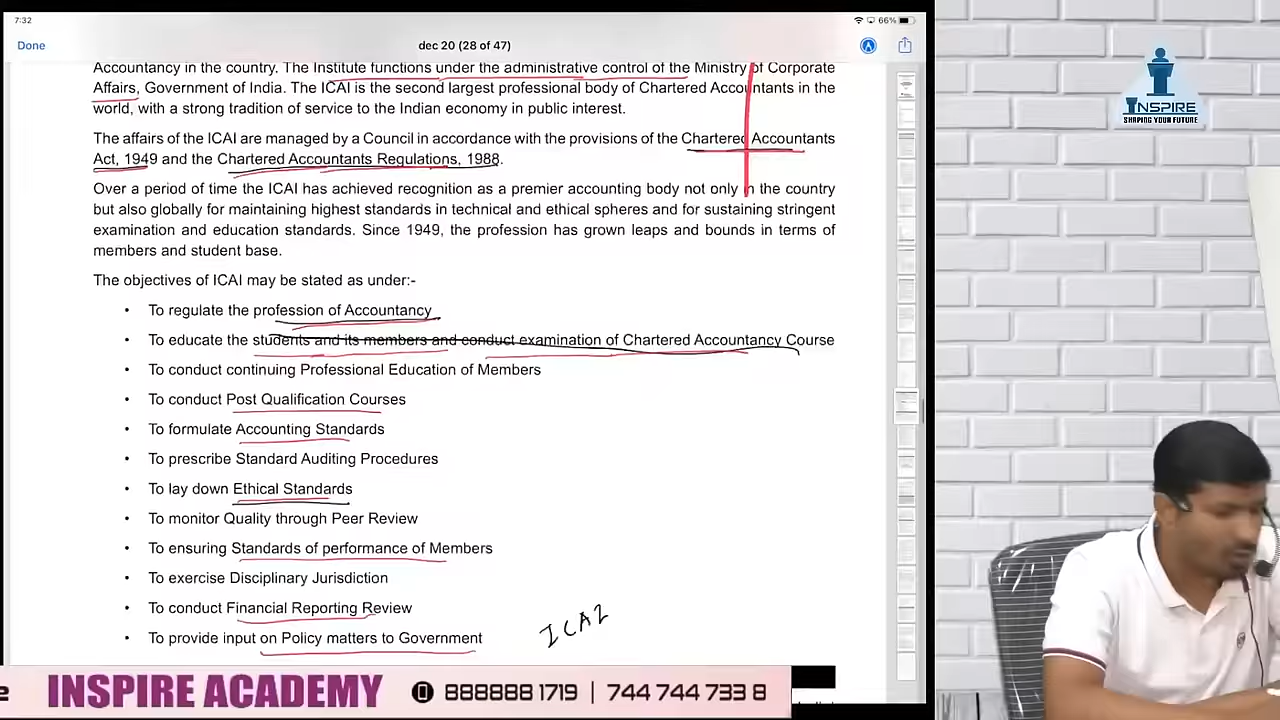 7:32
66%
Done
dec 20 (28 of 47)
Accountancy in the country. The Institute functions under the administrative control of the Ministry of Corporate
Affairs, Government of India. The ICAI is the second largest professional body of Chartered Accountants in the
world, with a strong tradition of service to the Indian economy in public interest.
The affairs of the ICAI are managed by a Council in accordance with the provisions of the Chartered Accountants
Act, 1949 and the Chartered Accountants Regulations, 1988.
Over a period of time the ICAI has achieved recognition as a premier accounting body not only in the country
but also globally for maintaining highest standards in technical and ethical spheres and for sustaining stringent
examination and education standards. Since 1949, the profession has grown leaps and bounds in terms of
members and student base.
The objectives of ICAI may be stated as under:-
• To regulate the profession of Accountancy
• To educate the students and its members and conduct examination of Chartered Accountancy Course
• To conduct continuing Professional Education of Members
• To conduct Post Qualification Courses
• To formulate Accounting Standards
• To prescribe Standard Auditing Procedures
• To lay down Ethical Standards
• To monitor Quality through Peer Review
• To ensuring Standards of performance of Members
• To exercise Disciplinary Jurisdiction
• To conduct Financial Reporting Review
• To provide input on Policy matters to Government
ICAI
INSPIRE ACADEMY 888888 1719 | 744 744 733 8
INSPIRE
SHAPING YOUR FUTURE